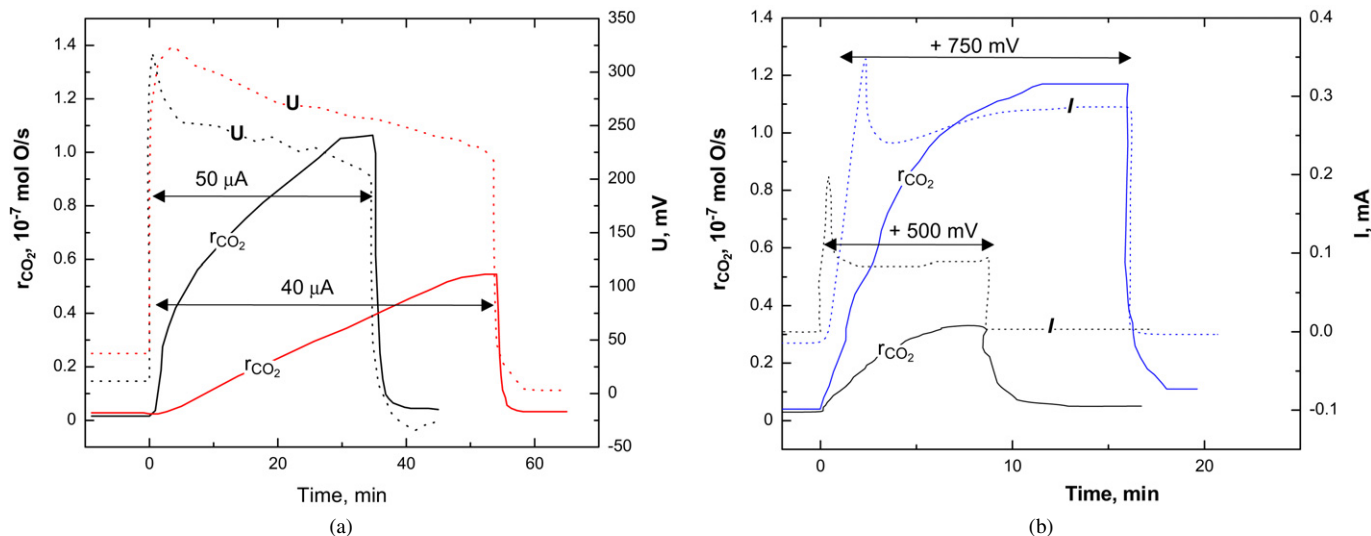 1.4
1.2
1.0
0.8
0.6
0.4
0.2
0
r_CO₂, 10⁻⁷ mol O/s
U
U
50 µA
r_CO₂
40 µA
r_CO₂
350
300
250
200
150
100
50
0
-50
U, mV
0 20 40 60
Time, min
(a)
1.4
1.2
1.0
0.8
0.6
0.4
0.2
0
r_CO₂, 10⁻⁷ mol O/s
+ 750 mV
I
r_CO₂
+ 500 mV
I
r_CO₂
0.4
0.3
0.2
0.1
0.0
-0.1
I, mA
0 10 20
Time, min
(b)